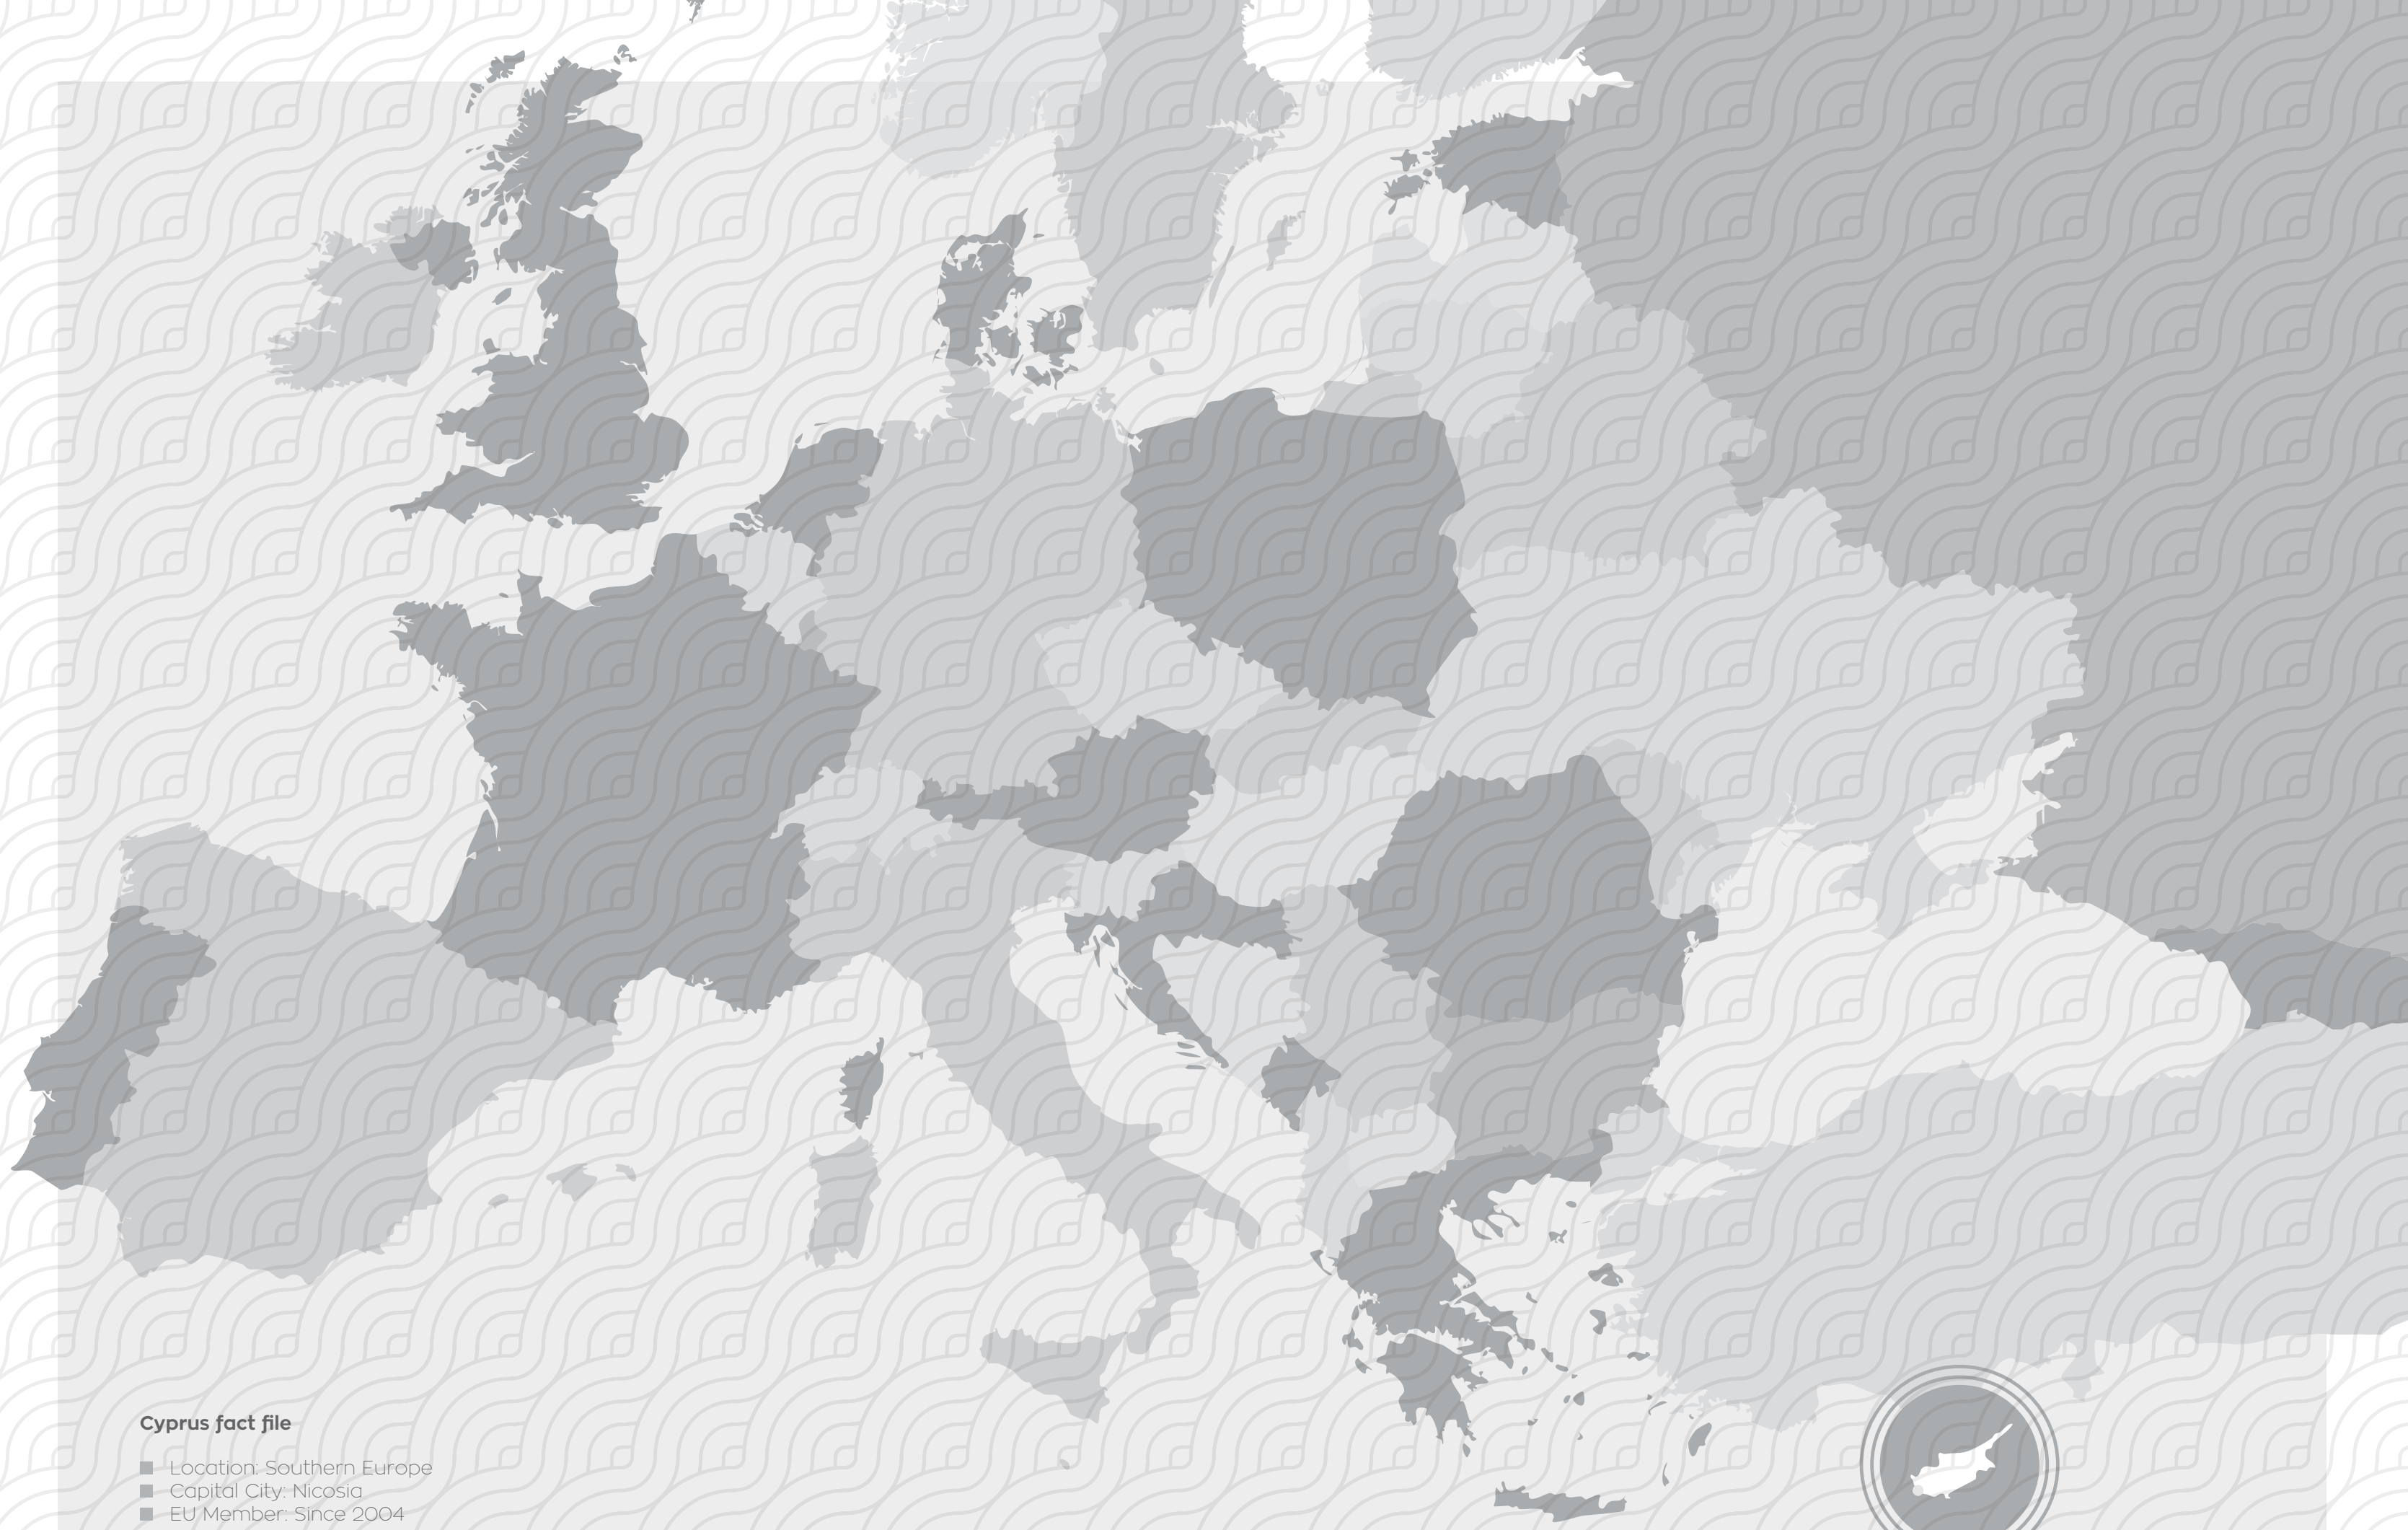 Cyprus fact file
Location: Southern Europe
Capital City: Nicosia
EU Member: Since 2004